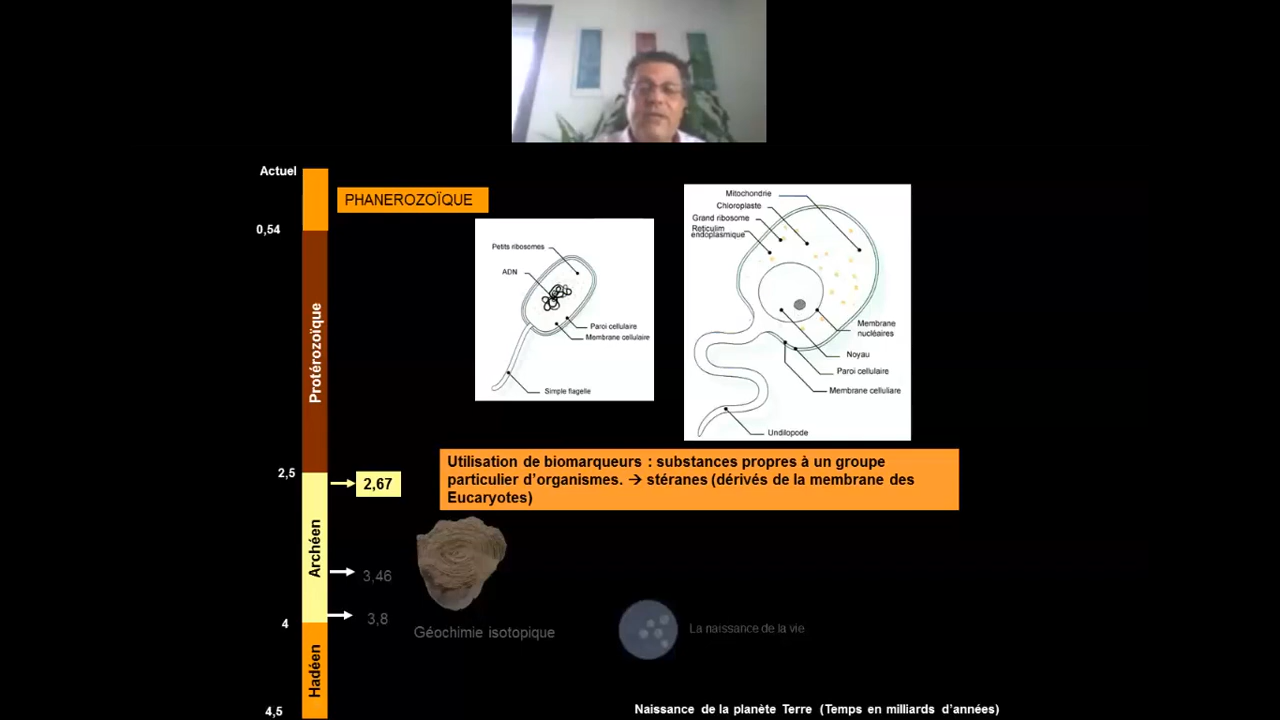 Actuel
PHANEROZOÏQUE
0,54
Protérozoïque
2,5
2,67
Archéen
3,46
3,8
4
Hadéen
4,5
Petits ribosomes
ADN
Paroi cellulaire
Membrane cellulaire
Simple flagelle
Mitochondrie
Chloroplaste
Grand ribosome
Reticulim
endoplasmique
Membrane
nucléaires
Noyau
Paroi cellulaire
Membrane celluliare
Undilopode
Utilisation de biomarqueurs : substances propres à un groupe
particulier d’organismes. → stéranes (dérivés de la membrane des
Eucaryotes)
Géochimie isotopique
La naissance de la vie
Naissance de la planète Terre (Temps en milliards d’années)